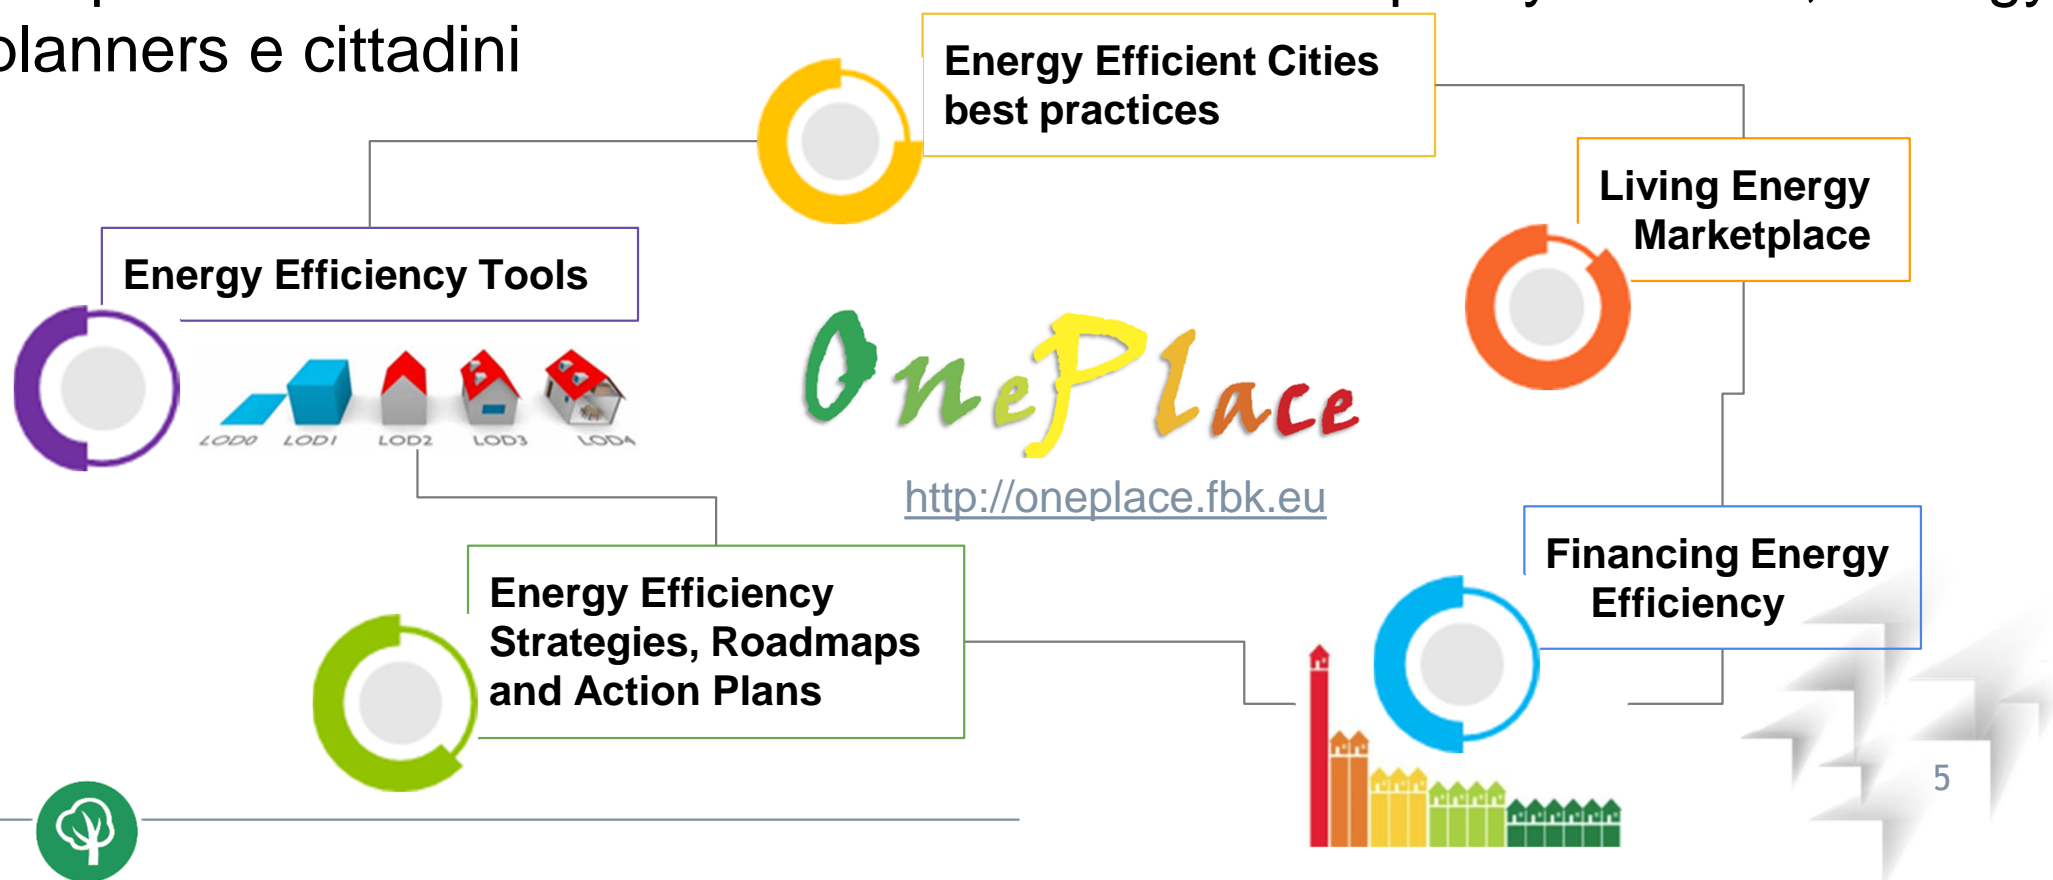 planners e cittadini
Energy Efficient Cities
best practices
Living Energy
Marketplace
Energy Efficiency Tools
LOD0 LOD1 LOD2 LOD3 LOD4
OnePlace
http://oneplace.fbk.eu
Financing Energy
Efficiency
Energy Efficiency
Strategies, Roadmaps
and Action Plans
5